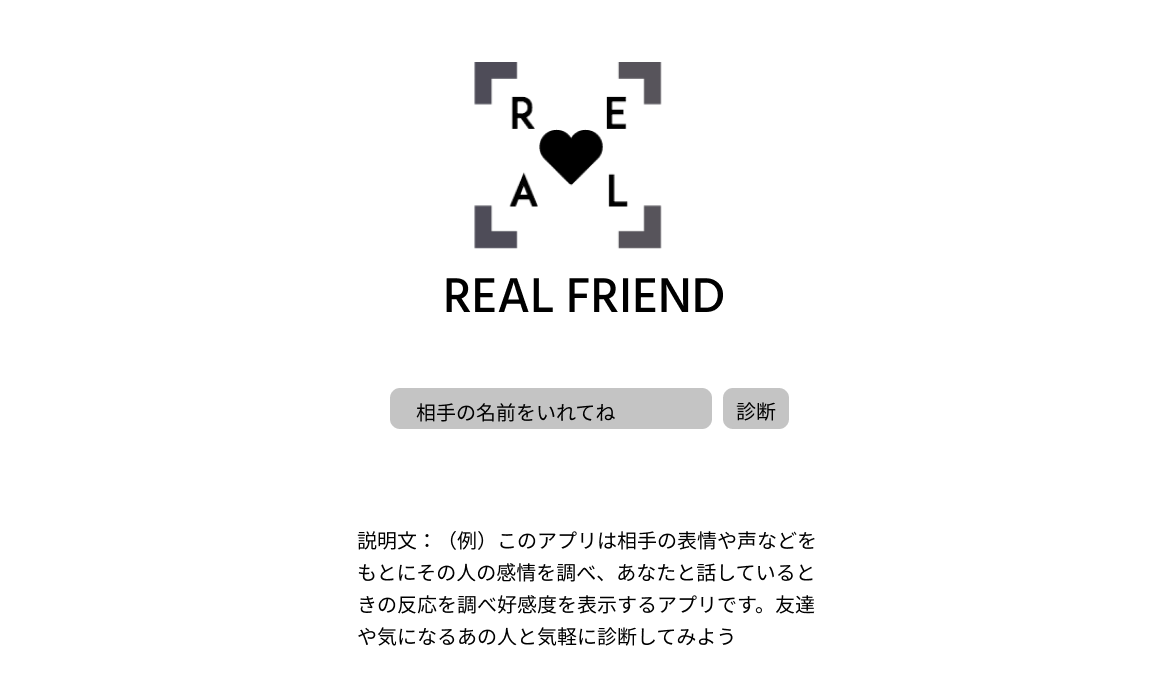 R E
A L
REAL FRIEND
相手の名前をいれてね 診断
説明文：（例）このアプリは相手の表情や声などを
もとにその人の感情を調べ、あなたと話していると
きの反応を調べ好感度を表示するアプリです。友達
や気になるあの人と気軽に診断してみよう